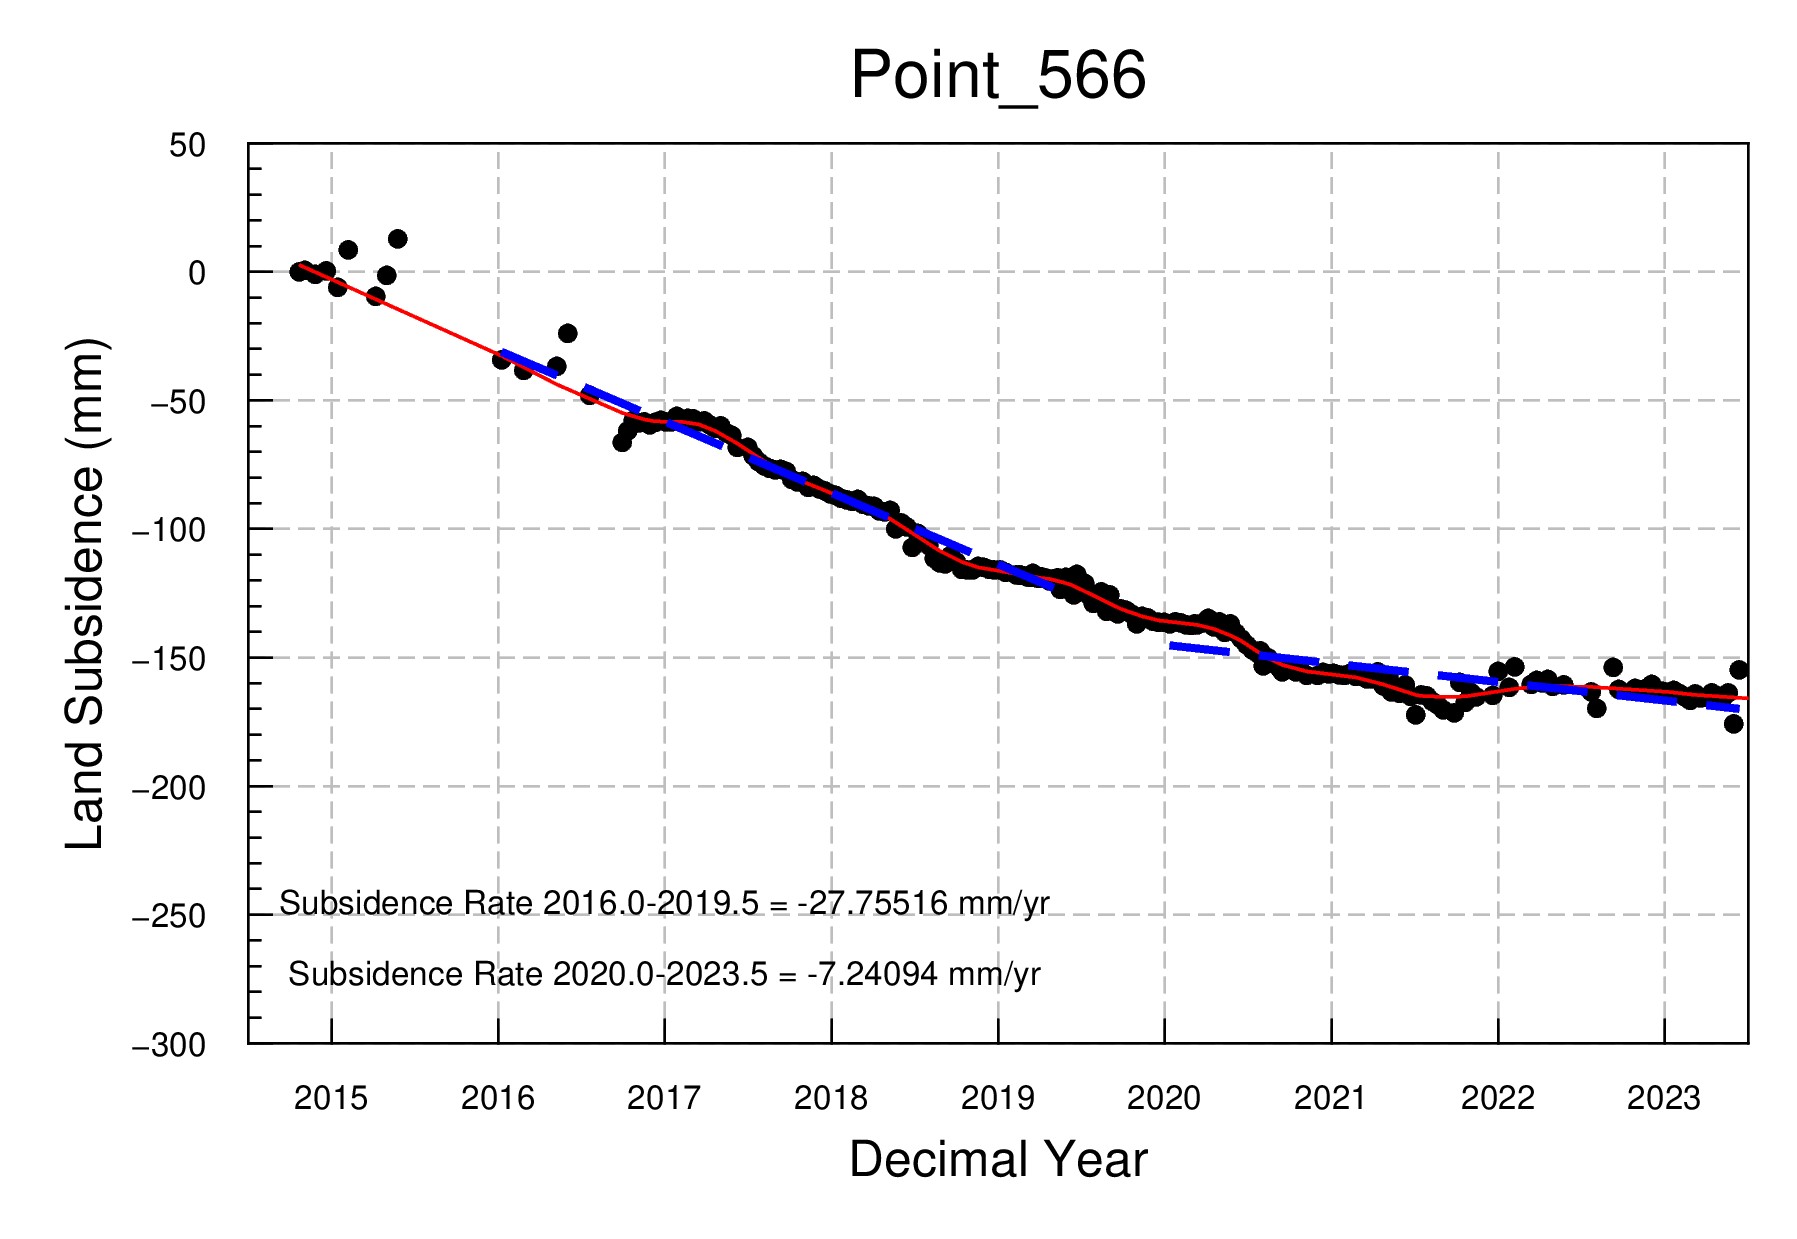 Point_566
50
0
−50
−100
−150
−200
−250
−300
Land Subsidence (mm)
Subsidence Rate 2016.0-2019.5 = -27.75516 mm/yr
Subsidence Rate 2020.0-2023.5 = -7.24094 mm/yr
2015 2016 2017 2018 2019 2020 2021 2022 2023
Decimal Year